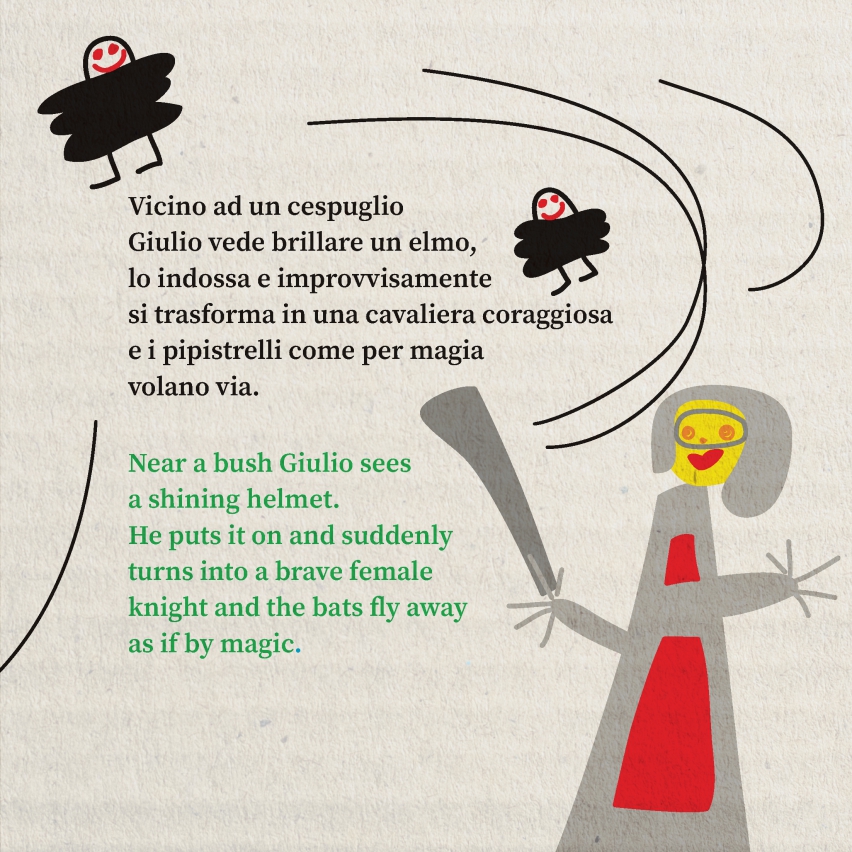 Vicino ad un cespuglio
Giulio vede brillare un elmo,
lo indossa e improvvisamente
si trasforma in una cavaliera coraggiosa
e i pipistrelli come per magia
volano via.
Near a bush Giulio sees
a shining helmet.
He puts it on and suddenly
turns into a brave female
knight and the bats fly away
as if by magic.